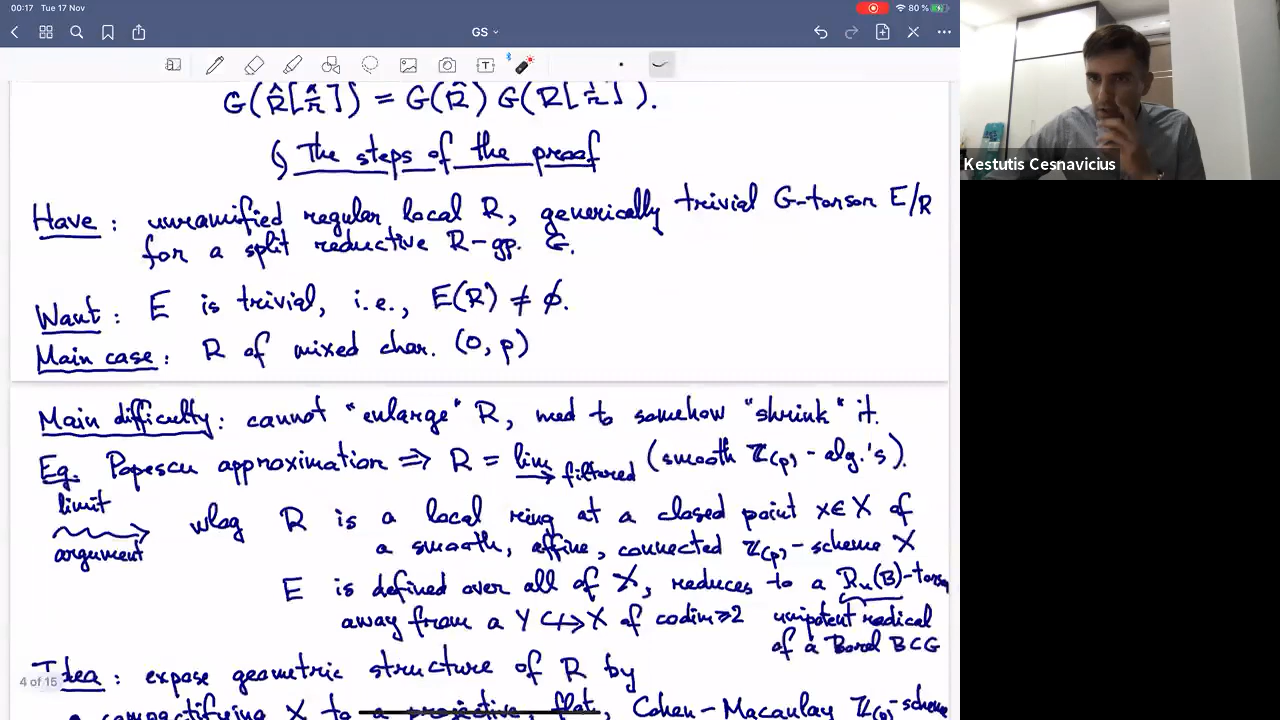 00:17 Tue 17 Nov
80 %
GS
G(R̂[1/π]) = G(R̂) G(R[1/π]).
§ The steps of the proof
Have: unramified regular local R, generically trivial G-torsor E/R
for a split reductive R-gp. G.
Want: E is trivial, i.e., E(R) ≠ ∅.
Main case: R of mixed char. (0, p)
Main difficulty: cannot "enlarge" R, need to somehow "shrink" it.
Eg. Popescu approximation ⟹ R = lim→ filtered (smooth ℤ(p)-alg.'s).
limit argument ⇝ wlog R is a local ring at a closed point x∈X of
a smooth, affine, connected ℤ(p)-scheme X
E is defined over all of X, reduces to a Ru(B)-torso
away from a Y ↪ X of codim ≥2 unipotent radical
of a Borel B⊂G
Idea: expose geometric structure of R by
compactifying X to a projective, flat, Cohen-Macaulay ℤ(p)-scheme
4 of 15
Kestutis Cesnavicius